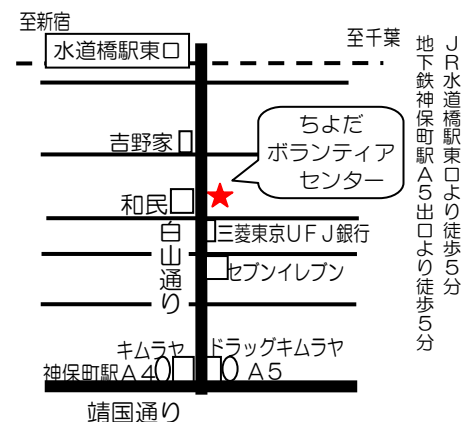 至新宿
水道橋駅東口
至千葉
吉野家
ちよだ
ボランティア
センター
和民
三菱東京ＵＦＪ銀行
白山通り
セブンイレブン
キムラヤ
ドラッグキムラヤ
神保町駅Ａ４
Ａ５
靖国通り
ＪＲ水道橋駅東口より徒歩５分
地下鉄神保町駅Ａ５出口より徒歩５分